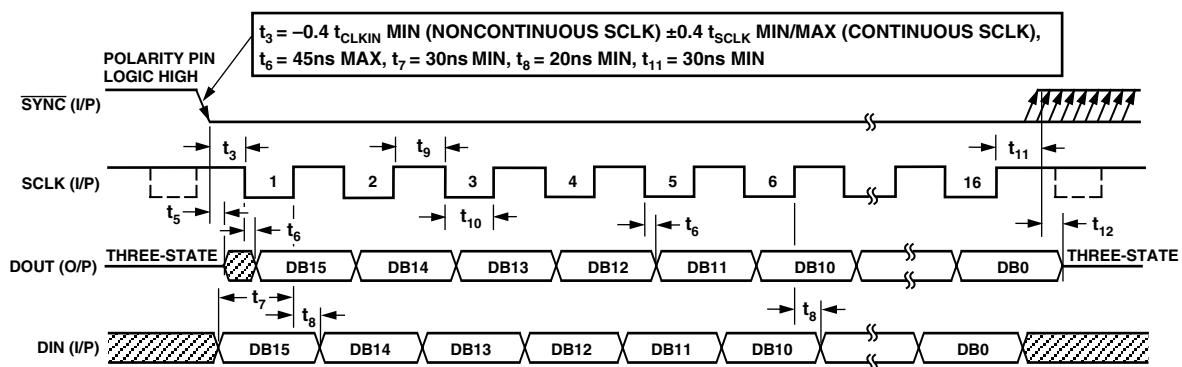 t3 = –0.4 tCLKIN MIN (NONCONTINUOUS SCLK) ±0.4 tSCLK MIN/MAX (CONTINUOUS SCLK),
t6 = 45ns MAX, t7 = 30ns MIN, t8 = 20ns MIN, t11 = 30ns MIN
POLARITY PIN
LOGIC HIGH
SYNC (I/P)
t3 t9 t11
SCLK (I/P) 1 2 3 4 5 6 16
t5 t6 t10 t6 t12
THREE-STATE THREE-STATE
DOUT (O/P) DB15 DB14 DB13 DB12 DB11 DB10 DB0
t7 t8 t8
DIN (I/P) DB15 DB14 DB13 DB12 DB11 DB10 DB0